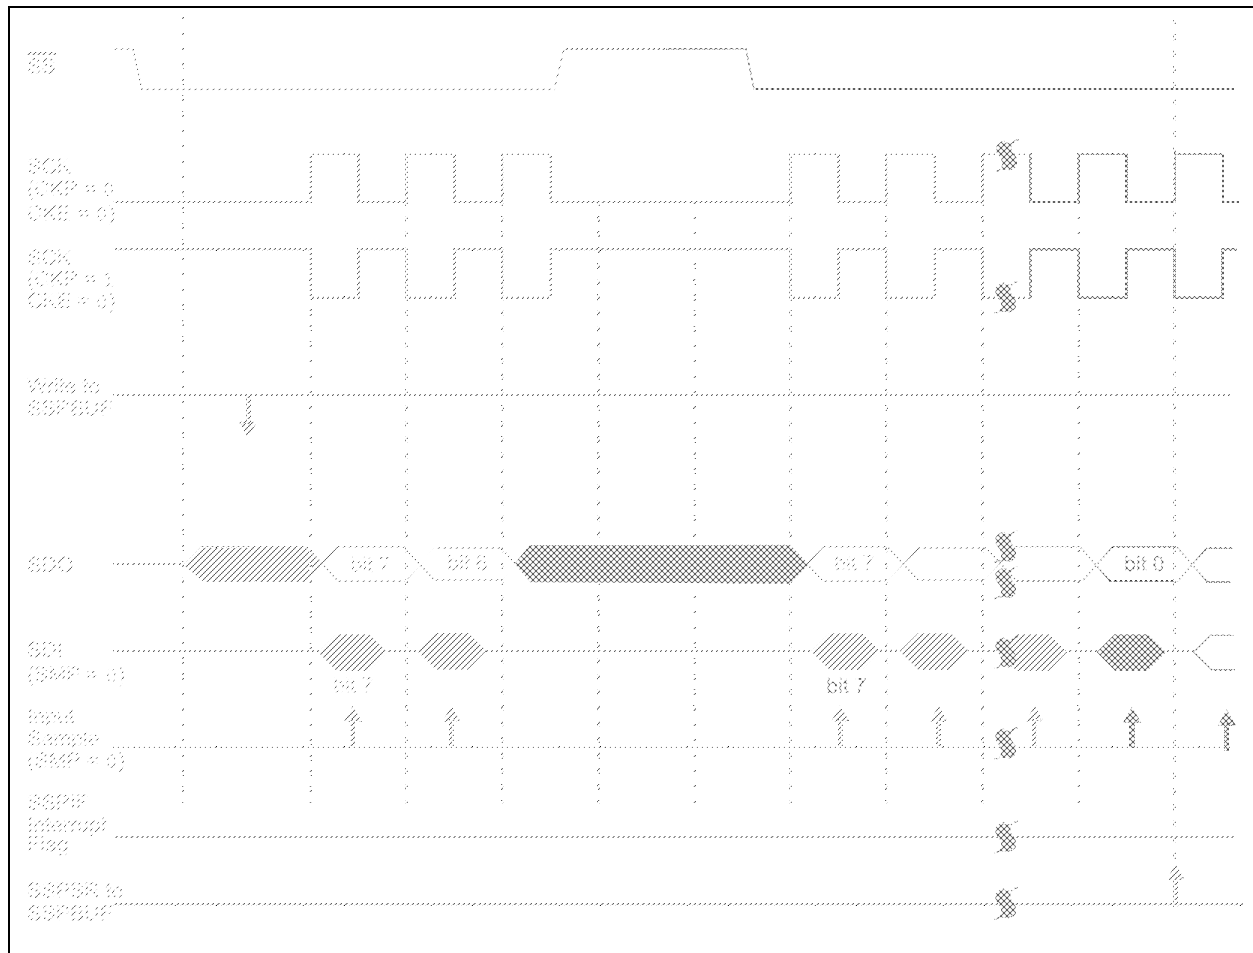 SS
SCK
(CKP = 0
CKE = 0)
SCK
(CKP = 1
CKE = 0)
Write to
SSPBUF
SDO
bit 7
bit 6
bit 7
bit 0
SDI
(SMP = 0)
bit 7
bit 7
Input
Sample
(SMP = 0)
SSPIF
Interrupt
Flag
SSPSR to
SSPBUF